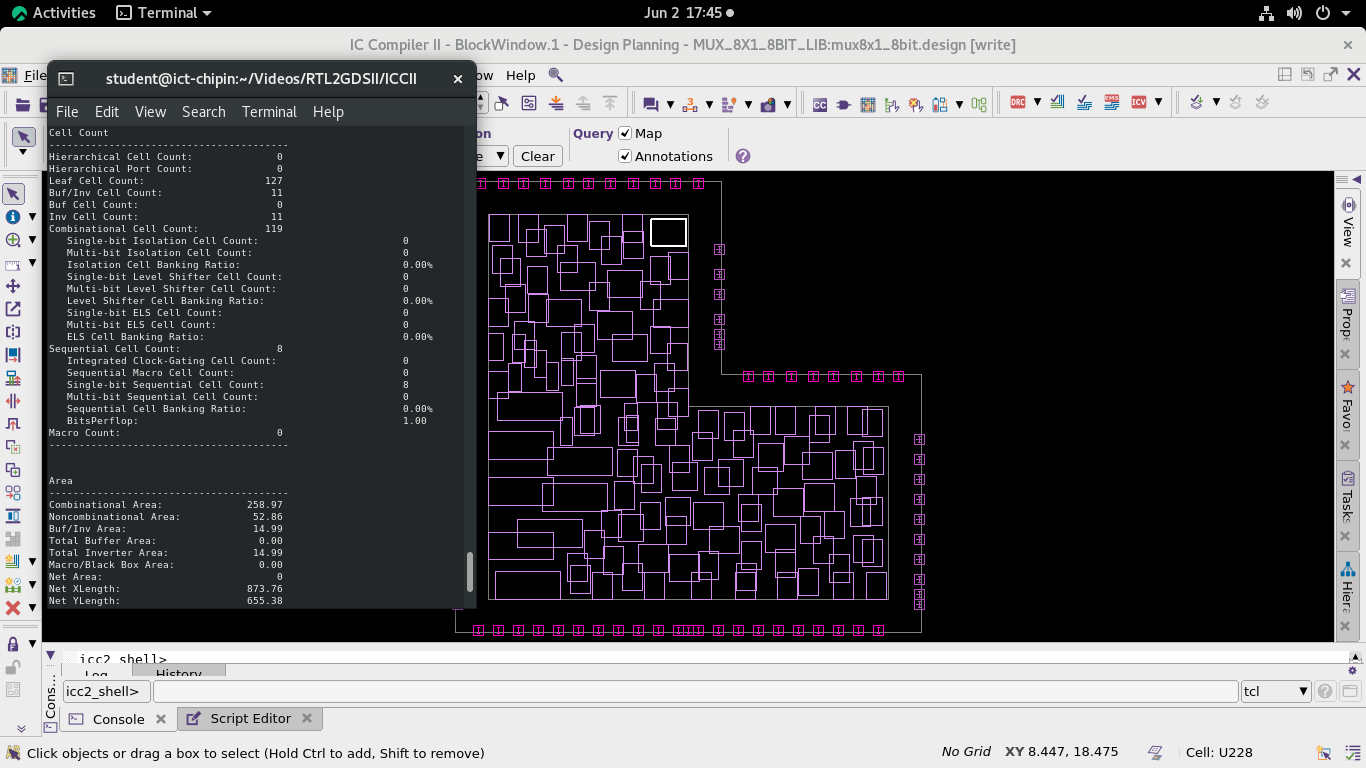 Activities
Terminal
Jun 2 17:45
IC Compiler II - BlockWindow.1 - Design Planning - MUX_8X1_8BIT_LIB:mux8x1_8bit.design [write]
File
ow
Help
student@ict-chipin:~/Videos/RTL2GDSII/ICCII
File Edit View Search Terminal Help
on
e
Clear
Query
Map
Annotations
Cell Count
-----------------------------------------
Hierarchical Cell Count: 0
Hierarchical Port Count: 0
Leaf Cell Count: 127
Buf/Inv Cell Count: 11
Buf Cell Count: 0
Inv Cell Count: 11
Combinational Cell Count: 119
Single-bit Isolation Cell Count: 0
Multi-bit Isolation Cell Count: 0
Isolation Cell Banking Ratio: 0.00%
Single-bit Level Shifter Cell Count: 0
Multi-bit Level Shifter Cell Count: 0
Level Shifter Cell Banking Ratio: 0.00%
Single-bit ELS Cell Count: 0
Multi-bit ELS Cell Count: 0
ELS Cell Banking Ratio: 0.00%
Sequential Cell Count: 8
Integrated Clock-Gating Cell Count: 0
Sequential Macro Cell Count: 0
Single-bit Sequential Cell Count: 8
Multi-bit Sequential Cell Count: 0
Sequential Cell Banking Ratio: 0.00%
BitsPerflop: 1.00
Macro Count: 0
-----------------------------------------
Area
-----------------------------------------
Combinational Area: 258.97
Noncombinational Area: 52.86
Buf/Inv Area: 14.99
Total Buffer Area: 0.00
Total Inverter Area: 14.99
Macro/Black Box Area: 0.00
Net Area: 0
Net XLength: 873.76
Net YLength: 655.38
CC
DRC
EMS
ICV
View
Prop
Favo
Tasks
Hiera
icc2_shell>
Log
History
Cons...
icc2_shell>
tcl
Console
Script Editor
Click objects or drag a box to select (Hold Ctrl to add, Shift to remove)
No Grid
XY 8.447, 18.475
Cell: U228